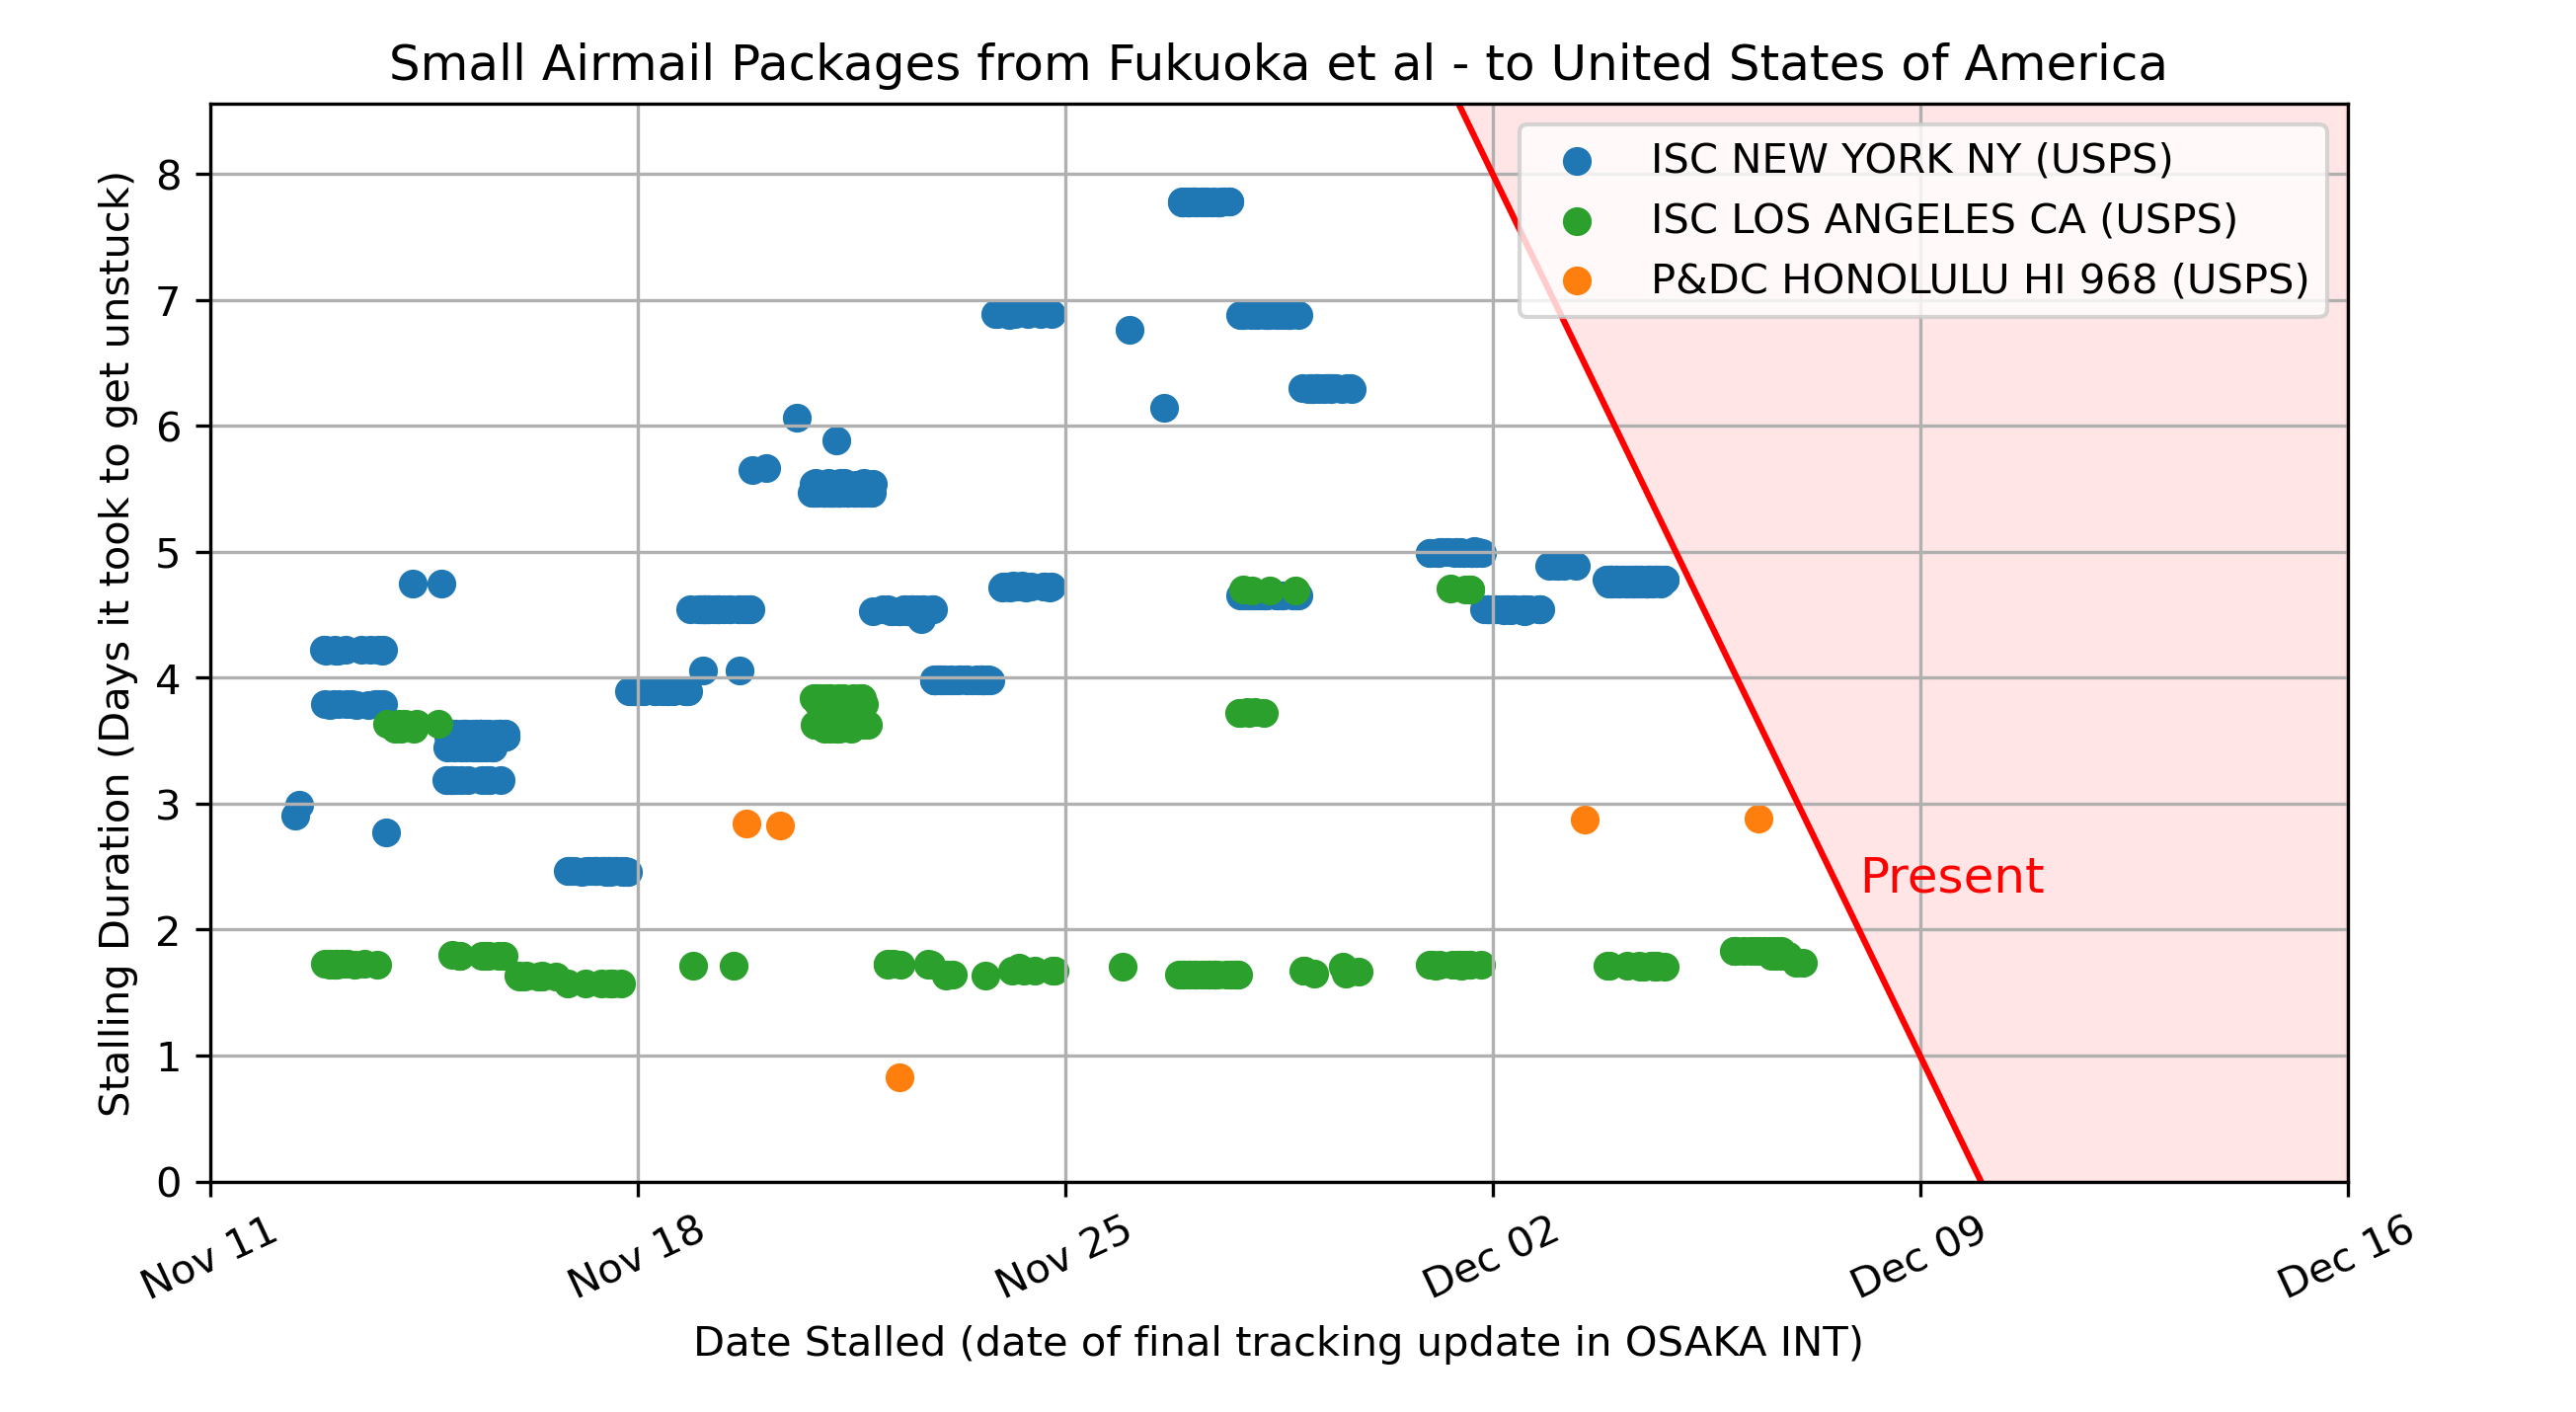 Small Airmail Packages from Fukuoka et al - to United States of America
Stalling Duration (Days it took to get unstuck)
8
7
6
5
4
3
2
1
0
ISC NEW YORK NY (USPS)
ISC LOS ANGELES CA (USPS)
P&DC HONOLULU HI 968 (USPS)
Present
Nov 11
Nov 18
Nov 25
Dec 02
Dec 09
Dec 16
Date Stalled (date of final tracking update in OSAKA INT)